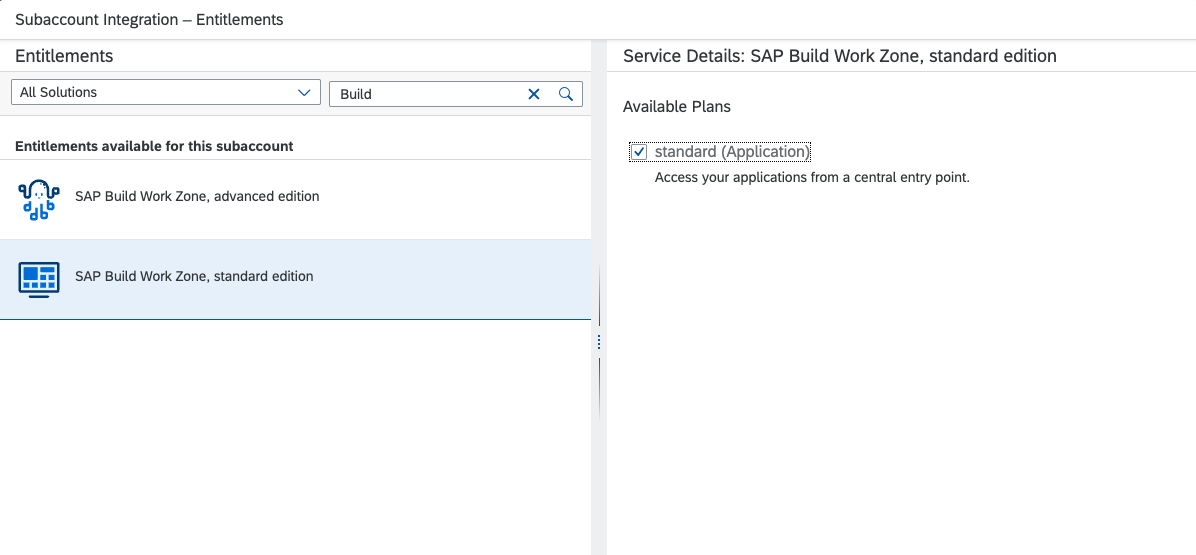 Subaccount Integration – Entitlements
Entitlements
All Solutions
Build
Entitlements available for this subaccount
SAP Build Work Zone, advanced edition
SAP Build Work Zone, standard edition
Service Details: SAP Build Work Zone, standard edition
Available Plans
standard (Application)
Access your applications from a central entry point.